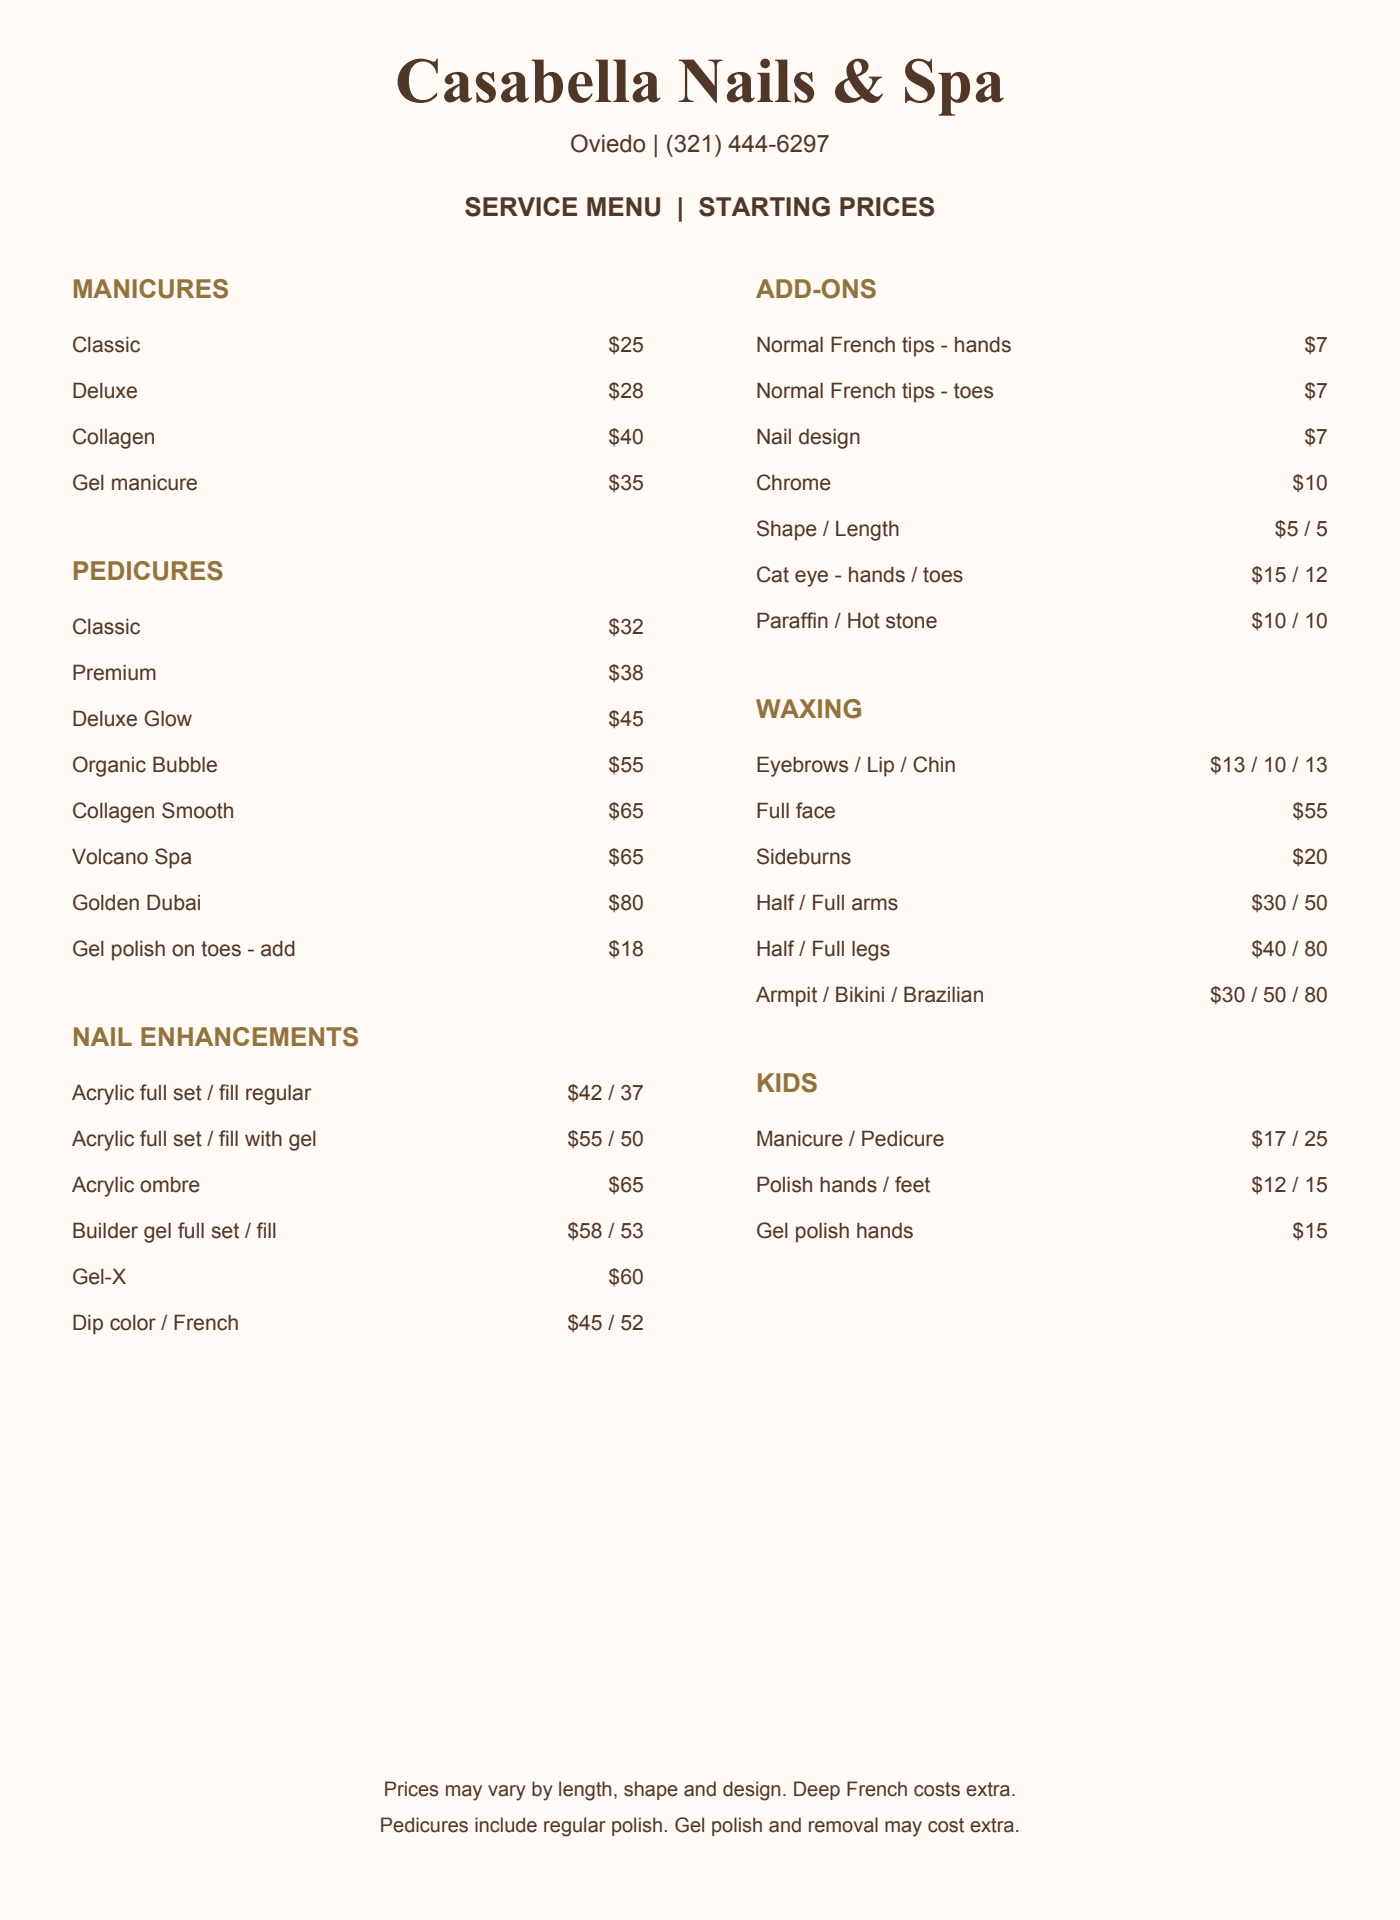 Casabella Nails & Spa
Oviedo | (321) 444-6297
SERVICE MENU | STARTING PRICES
MANICURES
Classic $25
Deluxe $28
Collagen $40
Gel manicure $35
PEDICURES
Classic $32
Premium $38
Deluxe Glow $45
Organic Bubble $55
Collagen Smooth $65
Volcano Spa $65
Golden Dubai $80
Gel polish on toes - add $18
NAIL ENHANCEMENTS
Acrylic full set / fill regular $42 / 37
Acrylic full set / fill with gel $55 / 50
Acrylic ombre $65
Builder gel full set / fill $58 / 53
Gel-X $60
Dip color / French $45 / 52
ADD-ONS
Normal French tips - hands $7
Normal French tips - toes $7
Nail design $7
Chrome $10
Shape / Length $5 / 5
Cat eye - hands / toes $15 / 12
Paraffin / Hot stone $10 / 10
WAXING
Eyebrows / Lip / Chin $13 / 10 / 13
Full face $55
Sideburns $20
Half / Full arms $30 / 50
Half / Full legs $40 / 80
Armpit / Bikini / Brazilian $30 / 50 / 80
KIDS
Manicure / Pedicure $17 / 25
Polish hands / feet $12 / 15
Gel polish hands $15
Prices may vary by length, shape and design. Deep French costs extra.
Pedicures include regular polish. Gel polish and removal may cost extra.